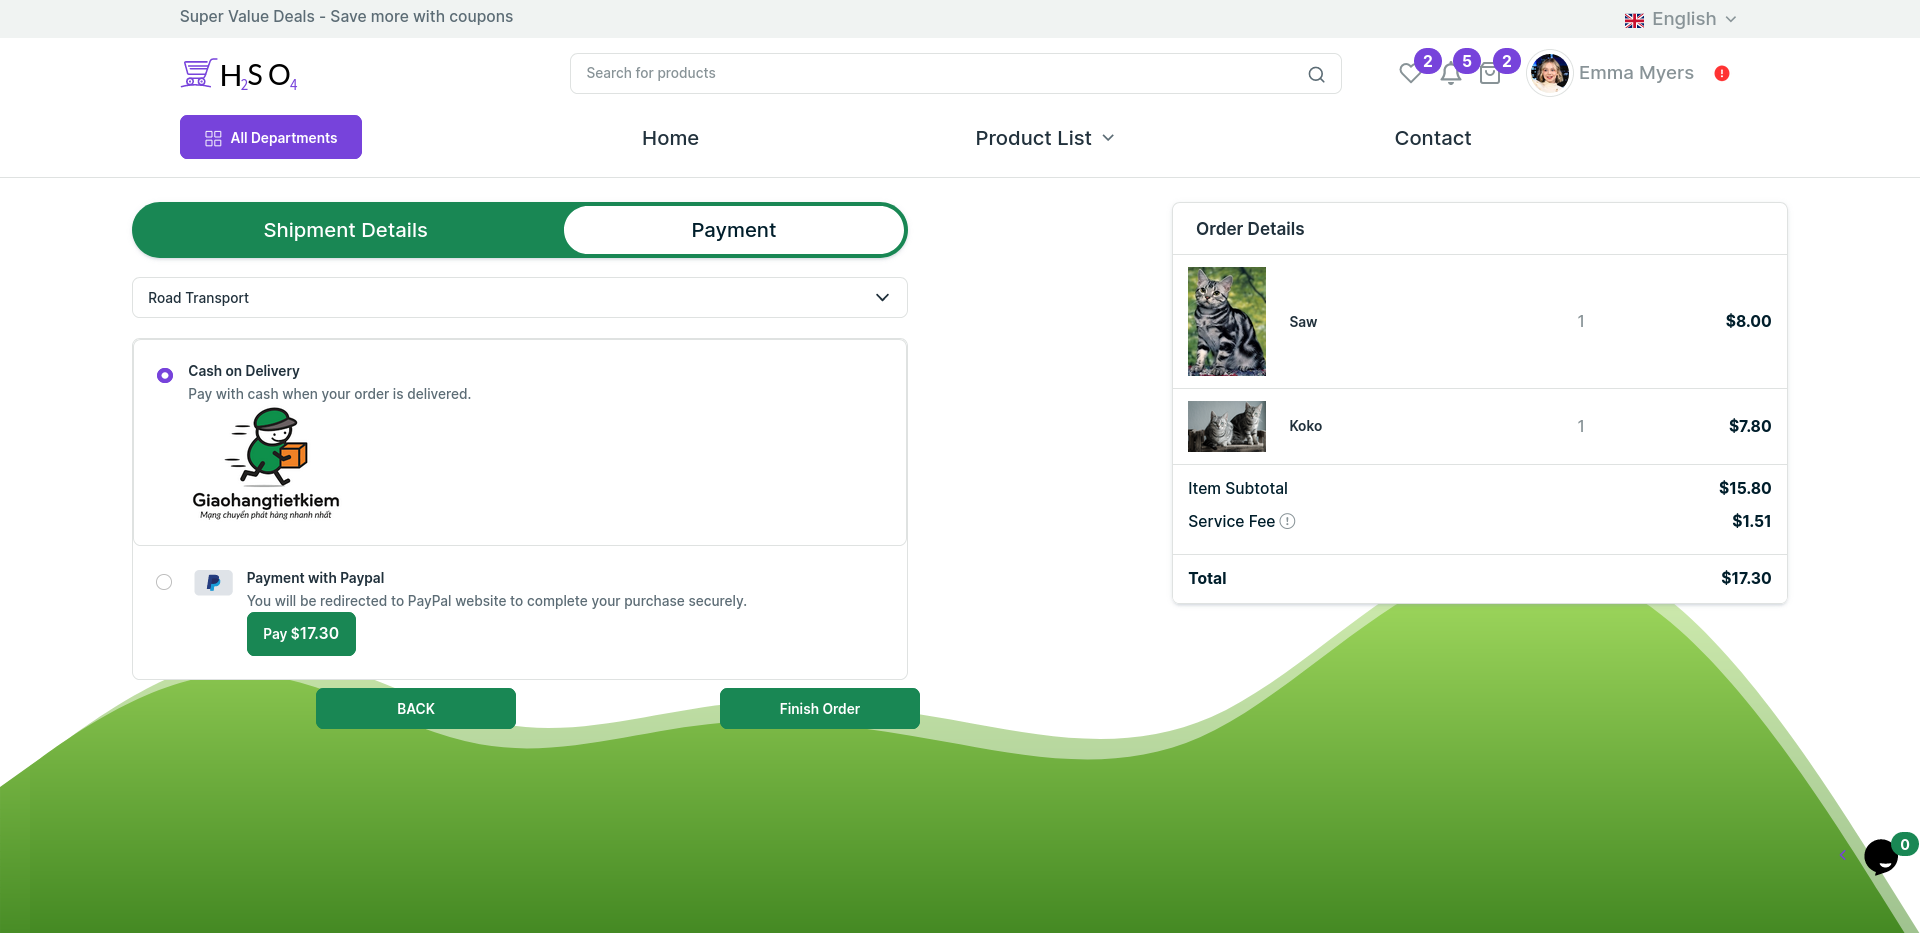 Super Value Deals - Save more with coupons
English
H2SO4
Search for products
2
5
2
Emma Myers
All Departments
Home
Product List
Contact
Shipment Details
Payment
Road Transport
Cash on Delivery
Pay with cash when your order is delivered.
Giaohangtietkiem
Mạng chuyển phát hàng nhanh nhất
Payment with Paypal
You will be redirected to PayPal website to complete your purchase securely.
Pay $17.30
BACK
Finish Order
Order Details
Saw 1 $8.00
Koko 1 $7.80
Item Subtotal $15.80
Service Fee $1.51
Total $17.30
0